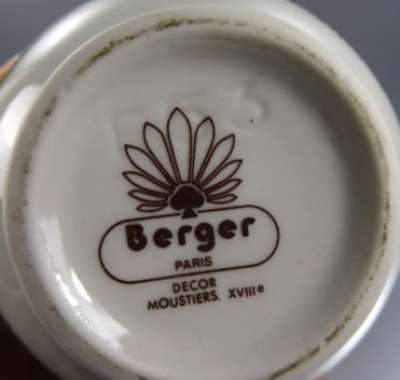 Berger
PARIS
DECOR
MOUSTIERS. XVIIIe